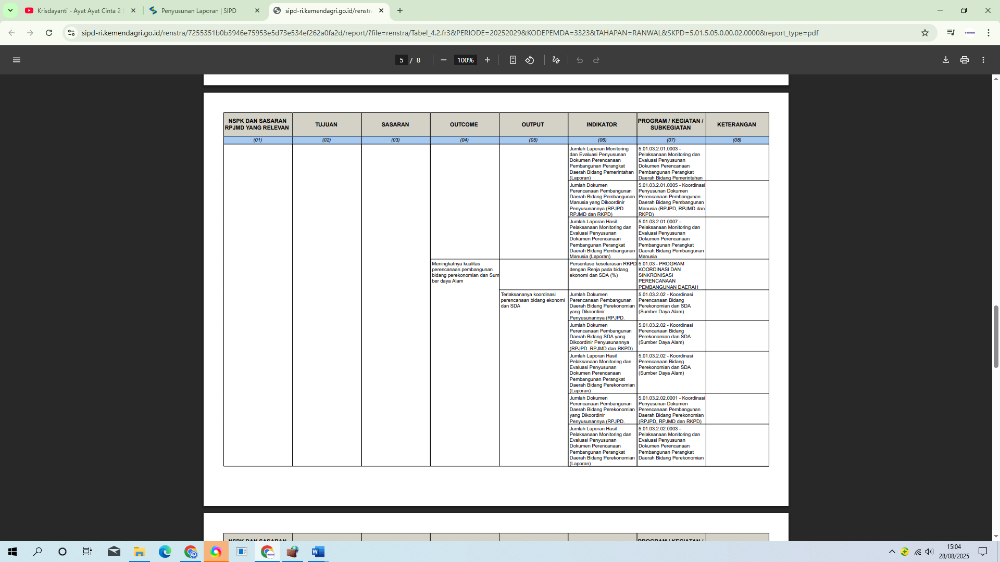 Krisdayanti - Ayat Ayat Cinta 2
Penyusunan Laporan | SIPD
sipd-ri.kemendagri.go.id/renstra
sipd-ri.kemendagri.go.id/renstra/7255351b0b3946e75953e5d73e534ef262a0fa2d/report/?file=renstra/Tabel_4.2.fr3&PERIODE=20252029&KODEPEMDA=3323&TAHAPAN=RANWAL&SKPD=5.01.5.05.0.00.02.0000&report_type=pdf
5 / 8
100%
NSPK DAN SASARAN
RPJMD YANG RELEVAN
TUJUAN
SASARAN
OUTCOME
OUTPUT
INDIKATOR
PROGRAM / KEGIATAN /
SUBKEGIATAN
KETERANGAN
(01)
(02)
(03)
(04)
(05)
(06)
(07)
(08)
Jumlah Laporan Monitoring
dan Evaluasi Penyusunan
Dokumen Perencanaan
Pembangunan Perangkat
Daerah Bidang Pemerintahan
(Laporan)
5.01.03.2.01.0003 -
Pelaksanaan Monitoring dan
Evaluasi Penyusunan
Dokumen Perencanaan
Pembangunan Perangkat
Daerah Bidang Pemerintahan
Jumlah Dokumen
Perencanaan Pembangunan
Daerah Bidang Pembangunan
Manusia yang Dikoordinir
Penyusunannya (RPJPD.
RPJMD dan RKPD)
5.01.03.2.01.0005 - Koordinasi
Penyusunan Dokumen
Perencanaan Pembangunan
Daerah Bidang Pembangunan
Manusia (RPJPD, RPJMD dan
RKPD)
Jumlah Laporan Hasil
Pelaksanaan Monitoring dan
Evaluasi Penyusunan
Dokumen Perencanaan
Pembangunan Perangkat
Daerah Bidang Pembangunan
Manusia (Laporan)
5.01.03.2.01.0007 -
Pelaksanaan Monitoring dan
Evaluasi Penyusunan
Dokumen Perencanaan
Pembangunan Perangkat
Daerah Bidang Pembangunan
Manusia
Meningkatnya kualitas
perencanaan pembangunan
bidang perekonomian dan Sum
ber daya Alam
Persentase keselarasan RKPD
dengan Renja pada bidang
ekonomi dan SDA (%)
5.01.03 - PROGRAM
KOORDINASI DAN
SINKRONISASI
PERENCANAAN
PEMBANGUNAN DAERAH
Terlaksananya koordinasi
perencanaan bidang ekonomi
dan SDA
Jumlah Dokumen
Perencanaan Pembangunan
Daerah Bidang Perekonomian
yang Dikoordinir
Penyusunannya (RPJPD.
5.01.03.2.02 - Koordinasi
Perencanaan Bidang
Perekonomian dan SDA
(Sumber Daya Alam)
Jumlah Dokumen
Perencanaan Pembangunan
Daerah Bidang SDA yang
Dikoordinir Penyusunannya
(RPJPD. RPJMD dan RKPD)
5.01.03.2.02 - Koordinasi
Perencanaan Bidang
Perekonomian dan SDA
(Sumber Daya Alam)
Jumlah Laporan Hasil
Pelaksanaan Monitoring dan
Evaluasi Penyusunan
Dokumen Perencanaan
Pembangunan Perangkat
Daerah Bidang Perekonomian
(Laporan)
5.01.03.2.02 - Koordinasi
Perencanaan Bidang
Perekonomian dan SDA
(Sumber Daya Alam)
Jumlah Dokumen
Perencanaan Pembangunan
Daerah Bidang Perekonomian
yang Dikoordinir
Penyusunannya (RPJPD.
5.01.03.2.02.0001 - Koordinasi
Penyusunan Dokumen
Perencanaan Pembangunan
Daerah Bidang Perekonomian
(RPJPD, RPJMD dan RKPD)
Jumlah Laporan Hasil
Pelaksanaan Monitoring dan
Evaluasi Penyusunan
Dokumen Perencanaan
Pembangunan Perangkat
Daerah Bidang Perekonomian
(Laporan)
5.01.03.2.02.0003 -
Pelaksanaan Monitoring dan
Evaluasi Penyusunan
Dokumen Perencanaan
Pembangunan Perangkat
Daerah Bidang Perekonomian
NSPK DAN SASARAN
PROGRAM / KEGIATAN /
15:04
28/08/2025